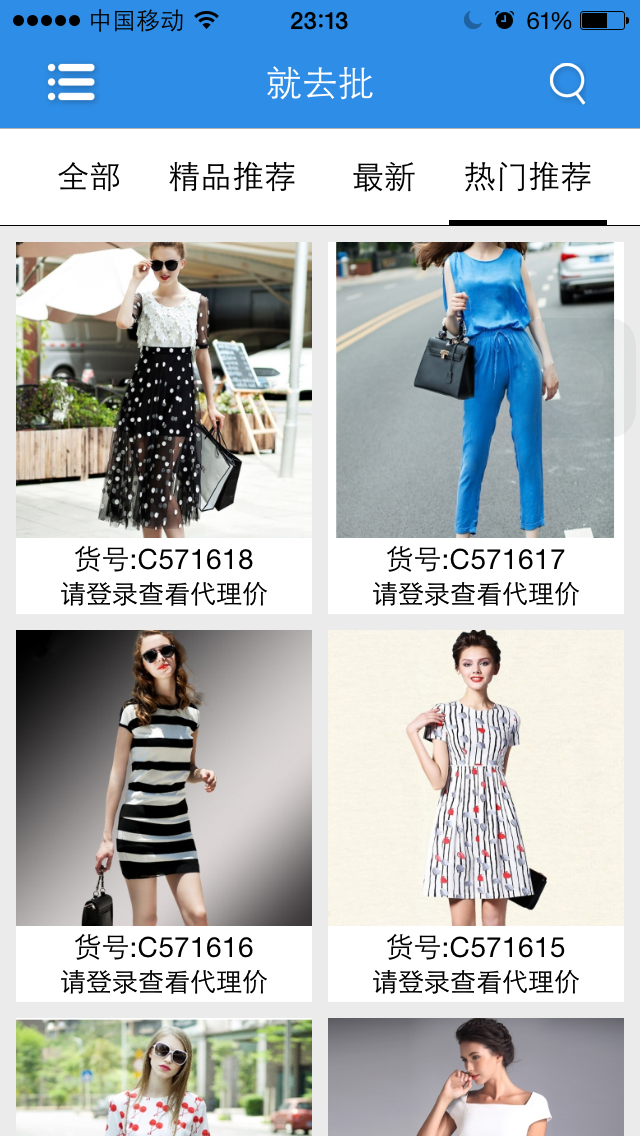 中国移动 23:13 61%
就去批
全部 精品推荐 最新 热门推荐
货号:C571618
请登录查看代理价
货号:C571617
请登录查看代理价
货号:C571616
请登录查看代理价
货号:C571615
请登录查看代理价